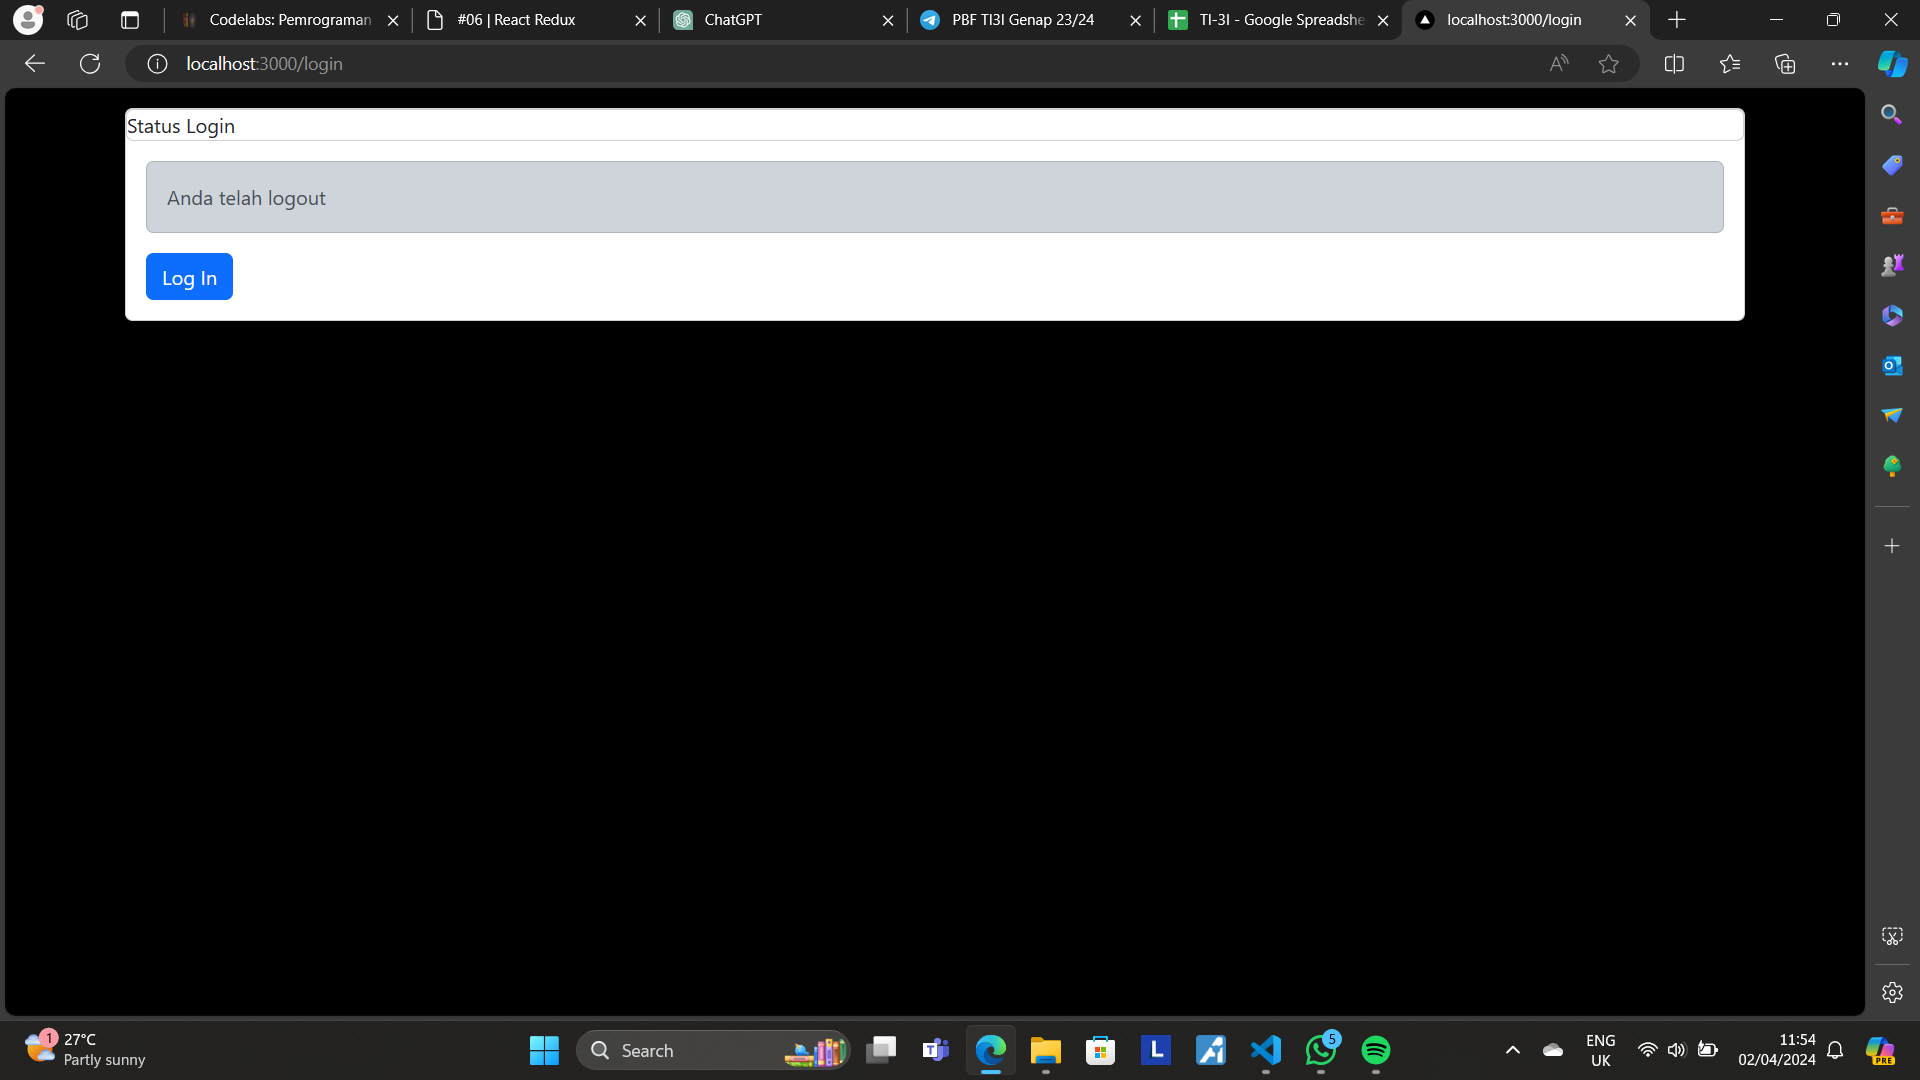 Codelabs: Pemrograman
#06 | React Redux
ChatGPT
PBF TI3I Genap 23/24
TI-3I - Google Spreadshe
localhost:3000/login
localhost:3000/login
Status Login
Anda telah logout
Log In
1
27°C
Partly sunny
Search
L
5
ENG
UK
11:54
02/04/2024
PRE